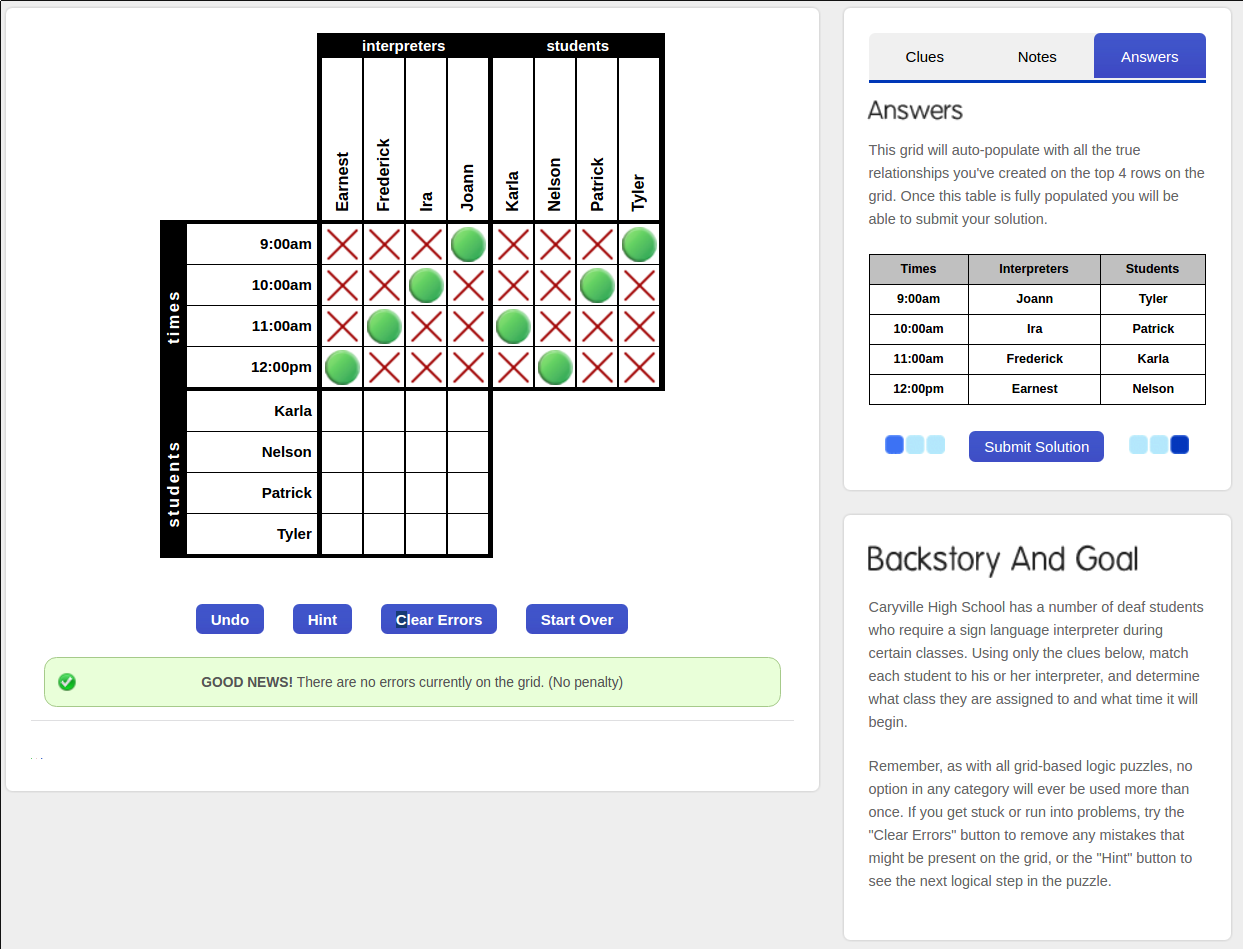 interpreters students
Earnest Frederick Ira Joann Karla Nelson Patrick Tyler
times
9:00am
10:00am
11:00am
12:00pm
students
Karla
Nelson
Patrick
Tyler
Undo Hint Clear Errors Start Over
GOOD NEWS! There are no errors currently on the grid. (No penalty)
Clues Notes Answers
Answers
This grid will auto-populate with all the true
relationships you've created on the top 4 rows on the
grid. Once this table is fully populated you will be
able to submit your solution.
Times Interpreters Students
9:00am Joann Tyler
10:00am Ira Patrick
11:00am Frederick Karla
12:00pm Earnest Nelson
Submit Solution
Backstory And Goal
Caryville High School has a number of deaf students
who require a sign language interpreter during
certain classes. Using only the clues below, match
each student to his or her interpreter, and determine
what class they are assigned to and what time it will
begin.
Remember, as with all grid-based logic puzzles, no
option in any category will ever be used more than
once. If you get stuck or run into problems, try the
"Clear Errors" button to remove any mistakes that
might be present on the grid, or the "Hint" button to
see the next logical step in the puzzle.